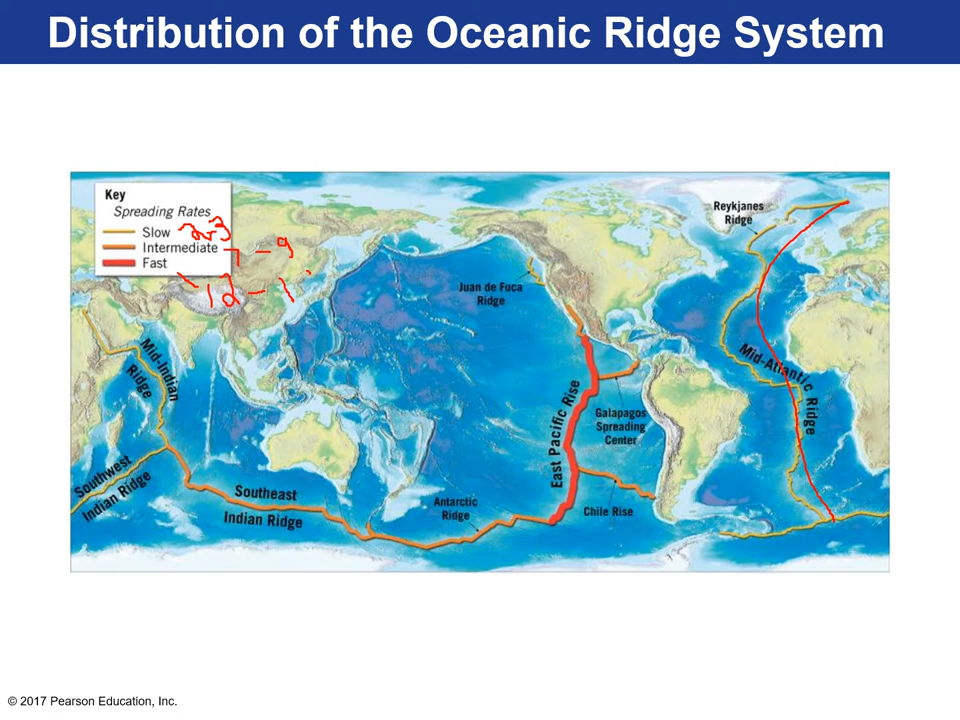 Distribution of the Oceanic Ridge System
Key
Spreading Rates
Slow
Intermediate
Fast
Reykjanes
Ridge
Juan de Fuca
Ridge
Mid-Indian
Ridge
Mid-Atlantic Ridge
East Pacific Rise
Galapagos
Spreading
Center
Southwest
Indian Ridge
Southeast
Indian Ridge
Antarctic
Ridge
Chile Rise
© 2017 Pearson Education, Inc.